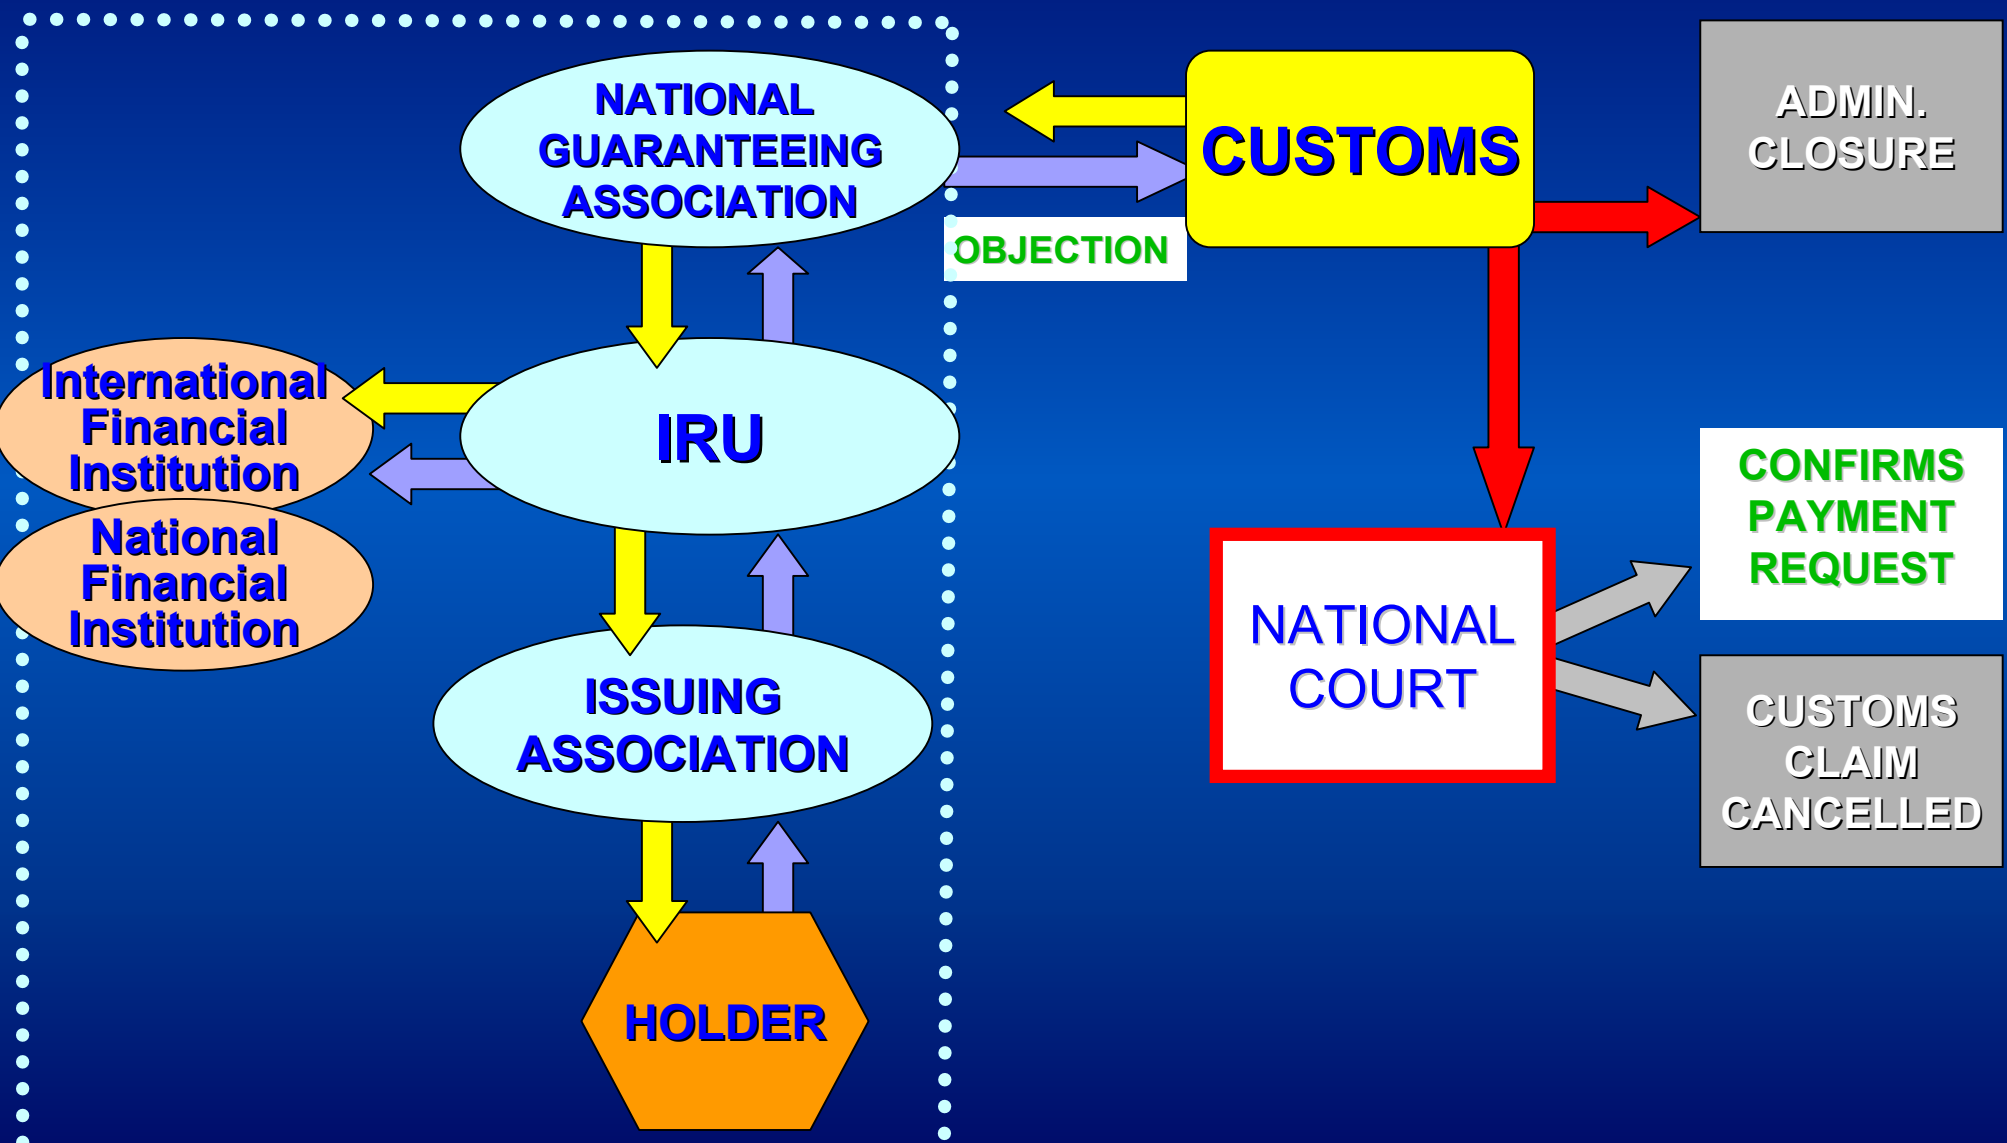 NATIONAL
GUARANTEEING
ASSOCIATION
CUSTOMS
ADMIN.
CLOSURE
OBJECTION
International
Financial
Institution
IRU
National
Financial
Institution
CONFIRMS
PAYMENT
REQUEST
NATIONAL
COURT
ISSUING
ASSOCIATION
CUSTOMS
CLAIM
CANCELLED
HOLDER